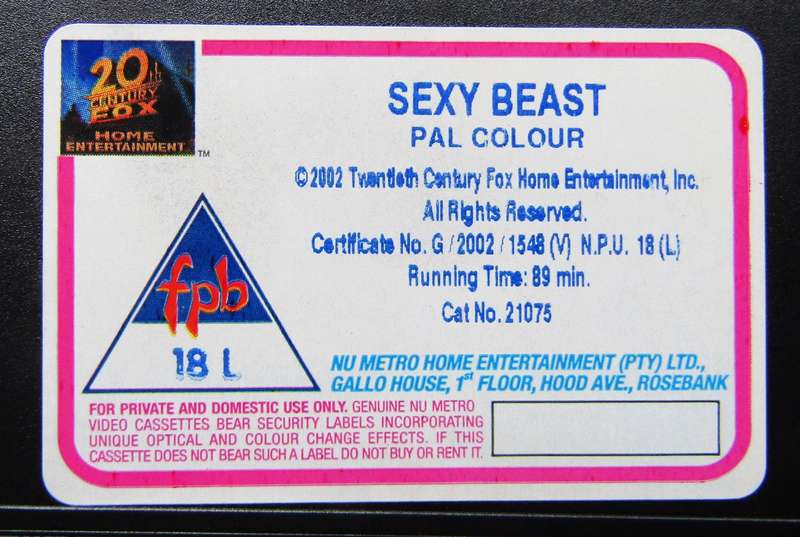 20th
CENTURY
FOX
HOME
ENTERTAINMENT
TM
SEXY BEAST
PAL COLOUR
©2002 Twentieth Century Fox Home Entertainment, Inc.
All Rights Reserved.
Certificate No. G / 2002 / 1548 (V) N.P.U. 18 (L)
Running Time: 89 min.
Cat No. 21075
fpb
18 L
NU METRO HOME ENTERTAINMENT (PTY) LTD.,
GALLO HOUSE, 1st FLOOR, HOOD AVE., ROSEBANK
FOR PRIVATE AND DOMESTIC USE ONLY. GENUINE NU METRO
VIDEO CASSETTES BEAR SECURITY LABELS INCORPORATING
UNIQUE OPTICAL AND COLOUR CHANGE EFFECTS. IF THIS
CASSETTE DOES NOT BEAR SUCH A LABEL DO NOT BUY OR RENT IT.